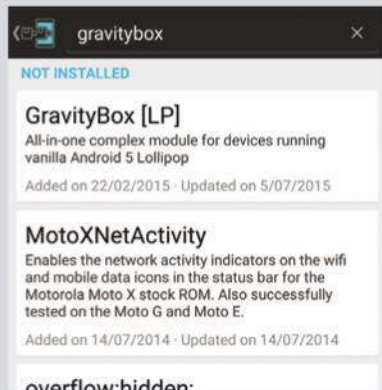 gravitybox
NOT INSTALLED
GravityBox [LP]
All-in-one complex module for devices running
vanilla Android 5 Lollipop
Added on 22/02/2015 · Updated on 5/07/2015
MotoXNetActivity
Enables the network activity indicators on the wifi
and mobile data icons in the status bar for the
Motorola Moto X stock ROM. Also successfully
tested on the Moto G and Moto E.
Added on 14/07/2014 · Updated on 14/07/2014
overflow:hidden;